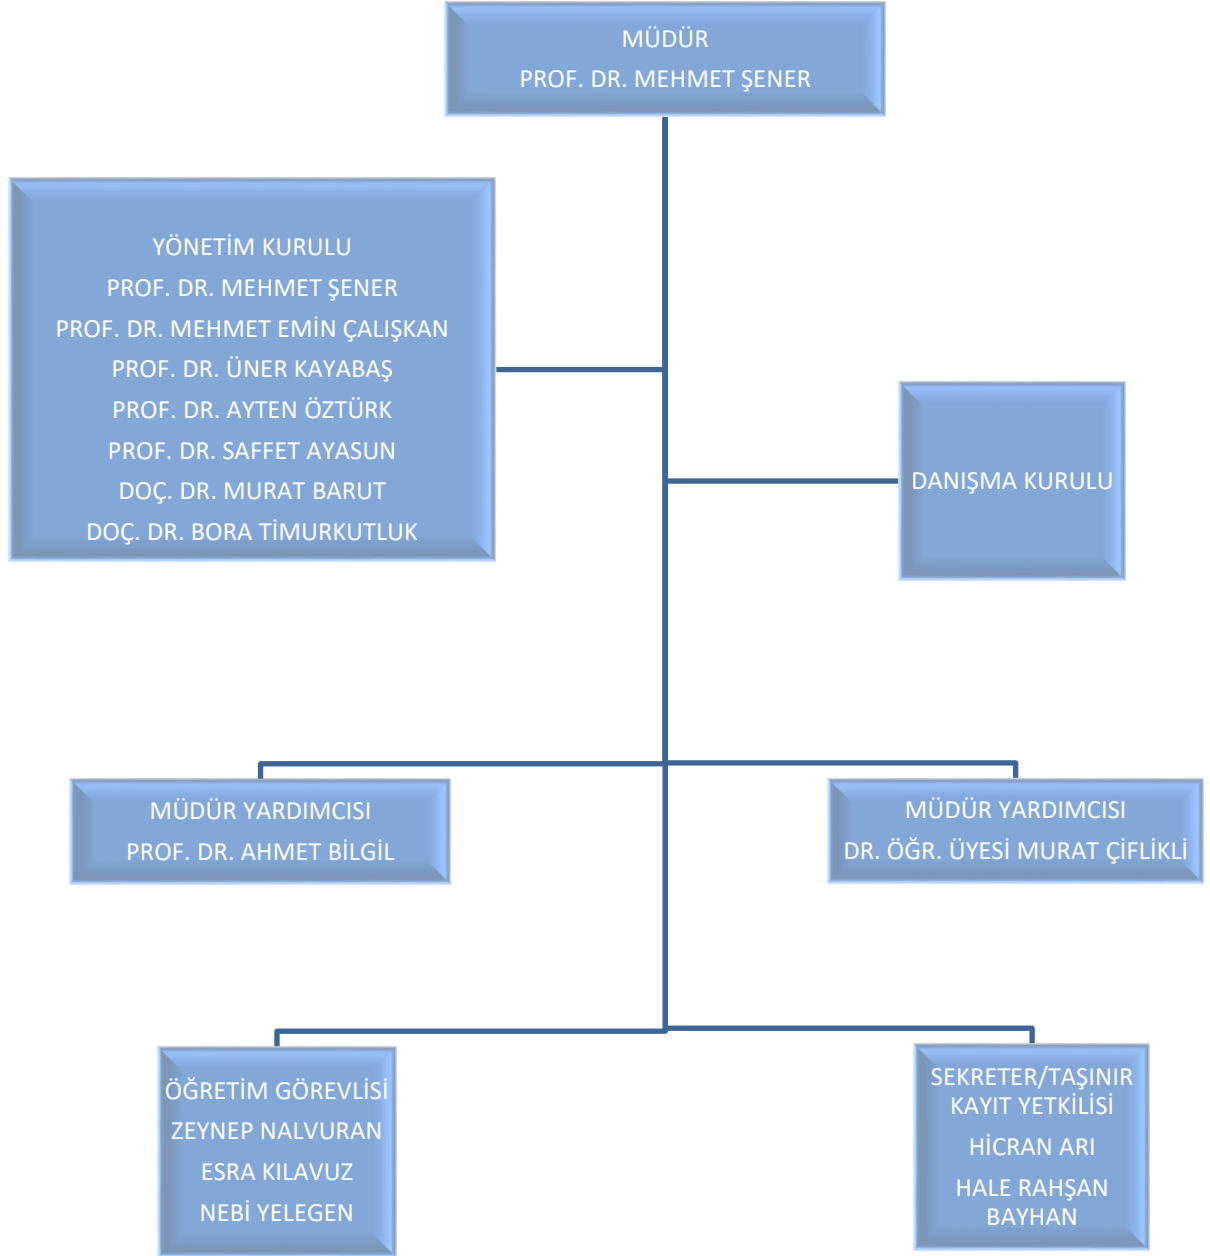 MÜDÜR
PROF. DR. MEHMET ŞENER
YÖNETİM KURULU
PROF. DR. MEHMET ŞENER
PROF. DR. MEHMET EMİN ÇALIŞKAN
PROF. DR. ÜNER KAYABAŞ
PROF. DR. AYTEN ÖZTÜRK
PROF. DR. SAFFET AYASUN
DOÇ. DR. MURAT BARUT
DOÇ. DR. BORA TİMURKUTLUK
DANIŞMA KURULU
MÜDÜR YARDIMCISI
PROF. DR. AHMET BİLGİL
MÜDÜR YARDIMCISI
DR. ÖĞR. ÜYESİ MURAT ÇİFLİKLİ
ÖĞRETİM GÖREVLİSİ
ZEYNEP NALVURAN
ESRA KILAVUZ
NEBİ YELEGEN
SEKRETER/TAŞINIR
KAYIT YETKİLİSİ
HİCRAN ARI
HALE RAHŞAN
BAYHAN